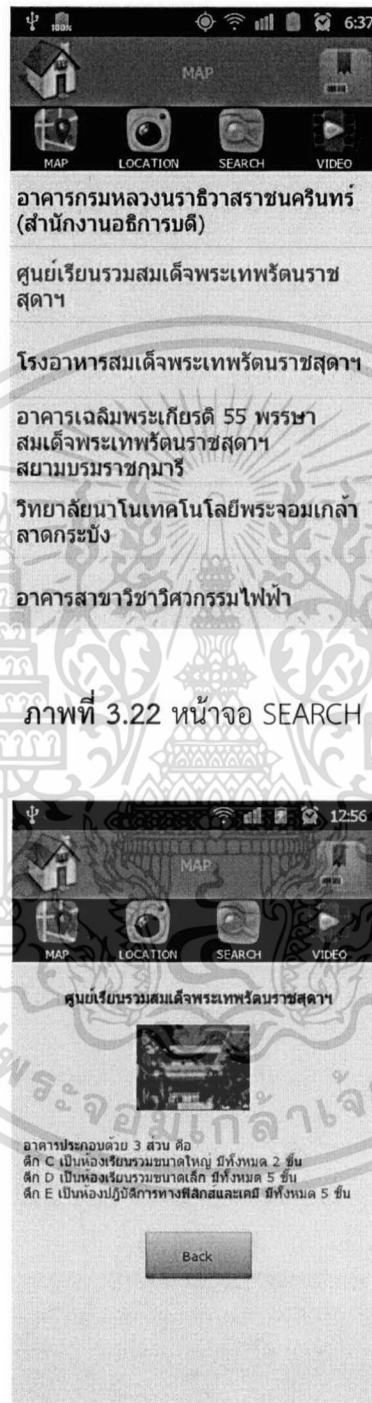 100%
6:37
MAP
MAP LOCATION SEARCH VIDEO
อาคารกรมหลวงนราธิวาสราชนครินทร์
(สำนักงานอธิการบดี)
ศูนย์เรียนรวมสมเด็จพระเทพรัตนราช
สุดาฯ
โรงอาหารสมเด็จพระเทพรัตนราชสุดาฯ
อาคารเฉลิมพระเกียรติ 55 พรรษา
สมเด็จพระเทพรัตนราชสุดาฯ
สยามบรมราชกุมารี
วิทยาลัยนาโนเทคโนโลยีพระจอมเกล้า
ลาดกระบัง
อาคารสาขาวิชาวิศวกรรมไฟฟ้า
ภาพที่ 3.22 หน้าจอ SEARCH
12:56
MAP
MAP LOCATION SEARCH VIDEO
ศูนย์เรียนรวมสมเด็จพระเทพรัตนราชสุดาฯ
อาคารประกอบด้วย 3 ส่วน คือ
ตึก C เป็นห้องเรียนรวมขนาดใหญ่ มีทั้งหมด 2 ชั้น
ตึก D เป็นห้องเรียนรวมขนาดเล็ก มีทั้งหมด 5 ชั้น
ตึก E เป็นห้องปฏิบัติการทางฟิสิกส์และเคมี มีทั้งหมด 5 ชั้น
Back